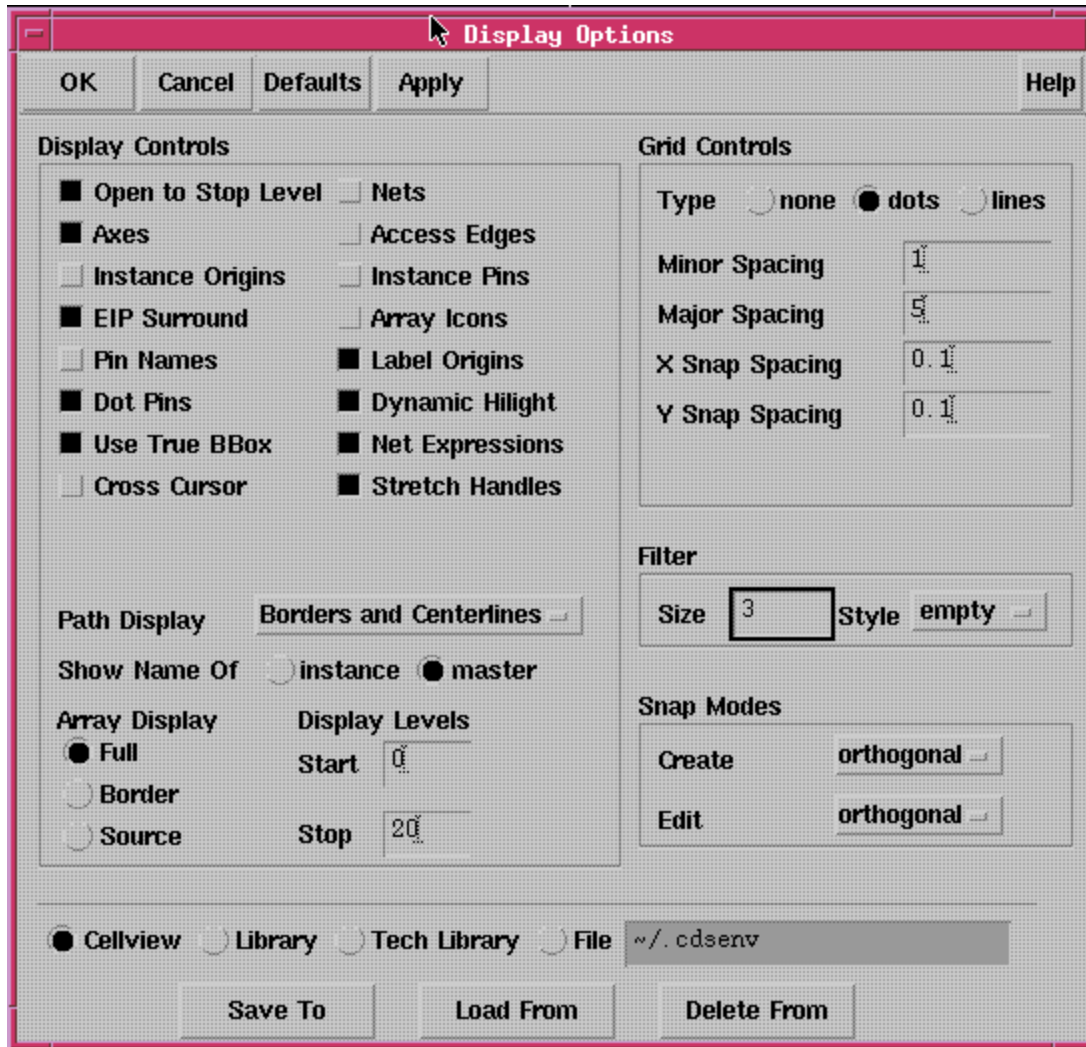 Display Options
OK Cancel Defaults Apply Help
Display Controls
Open to Stop Level Nets
Axes Access Edges
Instance Origins Instance Pins
EIP Surround Array Icons
Pin Names Label Origins
Dot Pins Dynamic Hilight
Use True BBox Net Expressions
Cross Cursor Stretch Handles
Path Display Borders and Centerlines
Show Name Of instance master
Array Display Display Levels
Full
Start 0
Border
Source
Stop 20
Grid Controls
Type none dots lines
Minor Spacing 1
Major Spacing 5
X Snap Spacing 0.1
Y Snap Spacing 0.1
Filter
Size 3 Style empty
Snap Modes
Create orthogonal
Edit orthogonal
Cellview Library Tech Library File ~/.cdsenv
Save To Load From Delete From